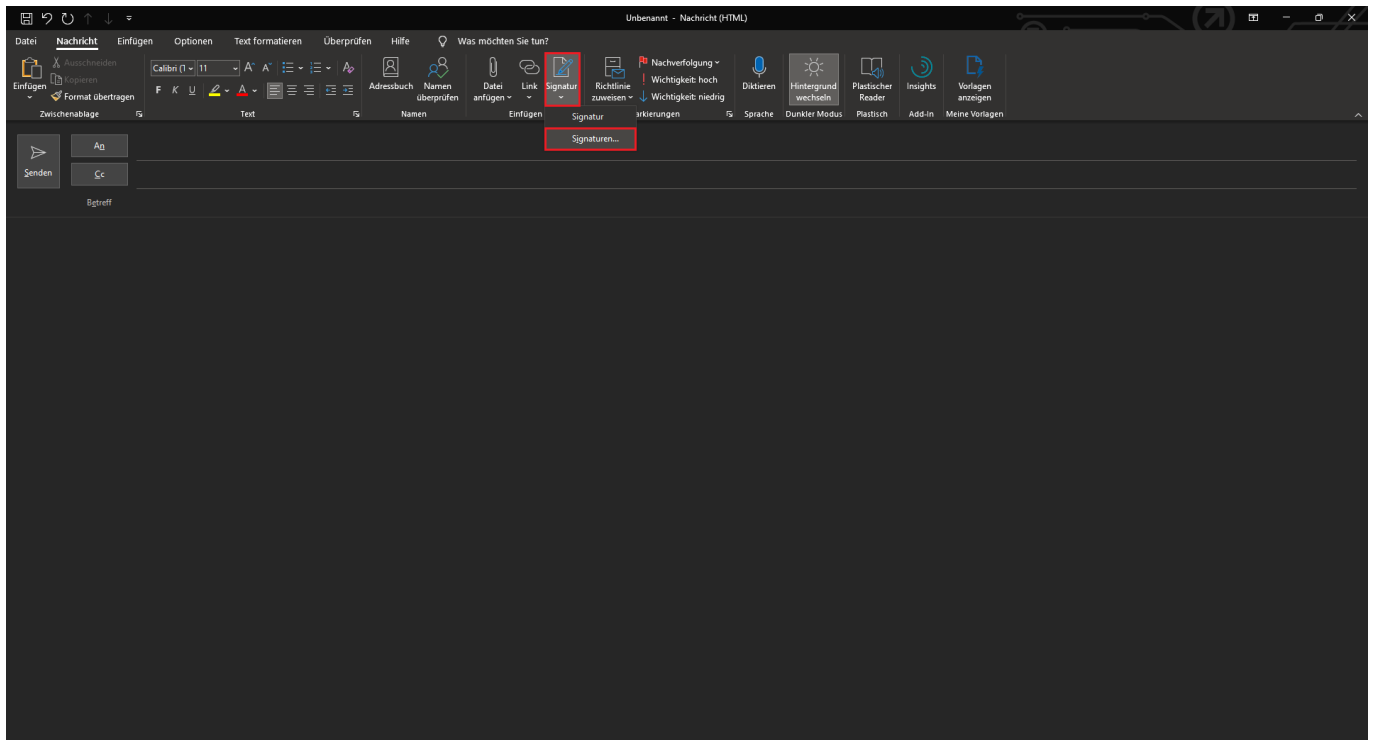 Unbenannt - Nachricht (HTML)
Datei Nachricht Einfügen Optionen Text formatieren Überprüfen Hilfe Was möchten Sie tun?
Einfügen
Ausschneiden
Kopieren
Format übertragen
Zwischenablage
Calibri (T 11
F K U
Text
Adressbuch
Namen
überprüfen
Namen
Datei
anfügen
Link
Signatur
Einfügen
Signatur
Signaturen...
Richtlinie
zuweisen
Nachverfolgung
Wichtigkeit: hoch
Wichtigkeit: niedrig
arkierungen
Diktieren
Sprache
Hintergrund
wechseln
Dunkler Modus
Plastischer
Reader
Plastisch
Insights
Add-In
Vorlagen
anzeigen
Meine Vorlagen
Senden
An
Cc
Betreff